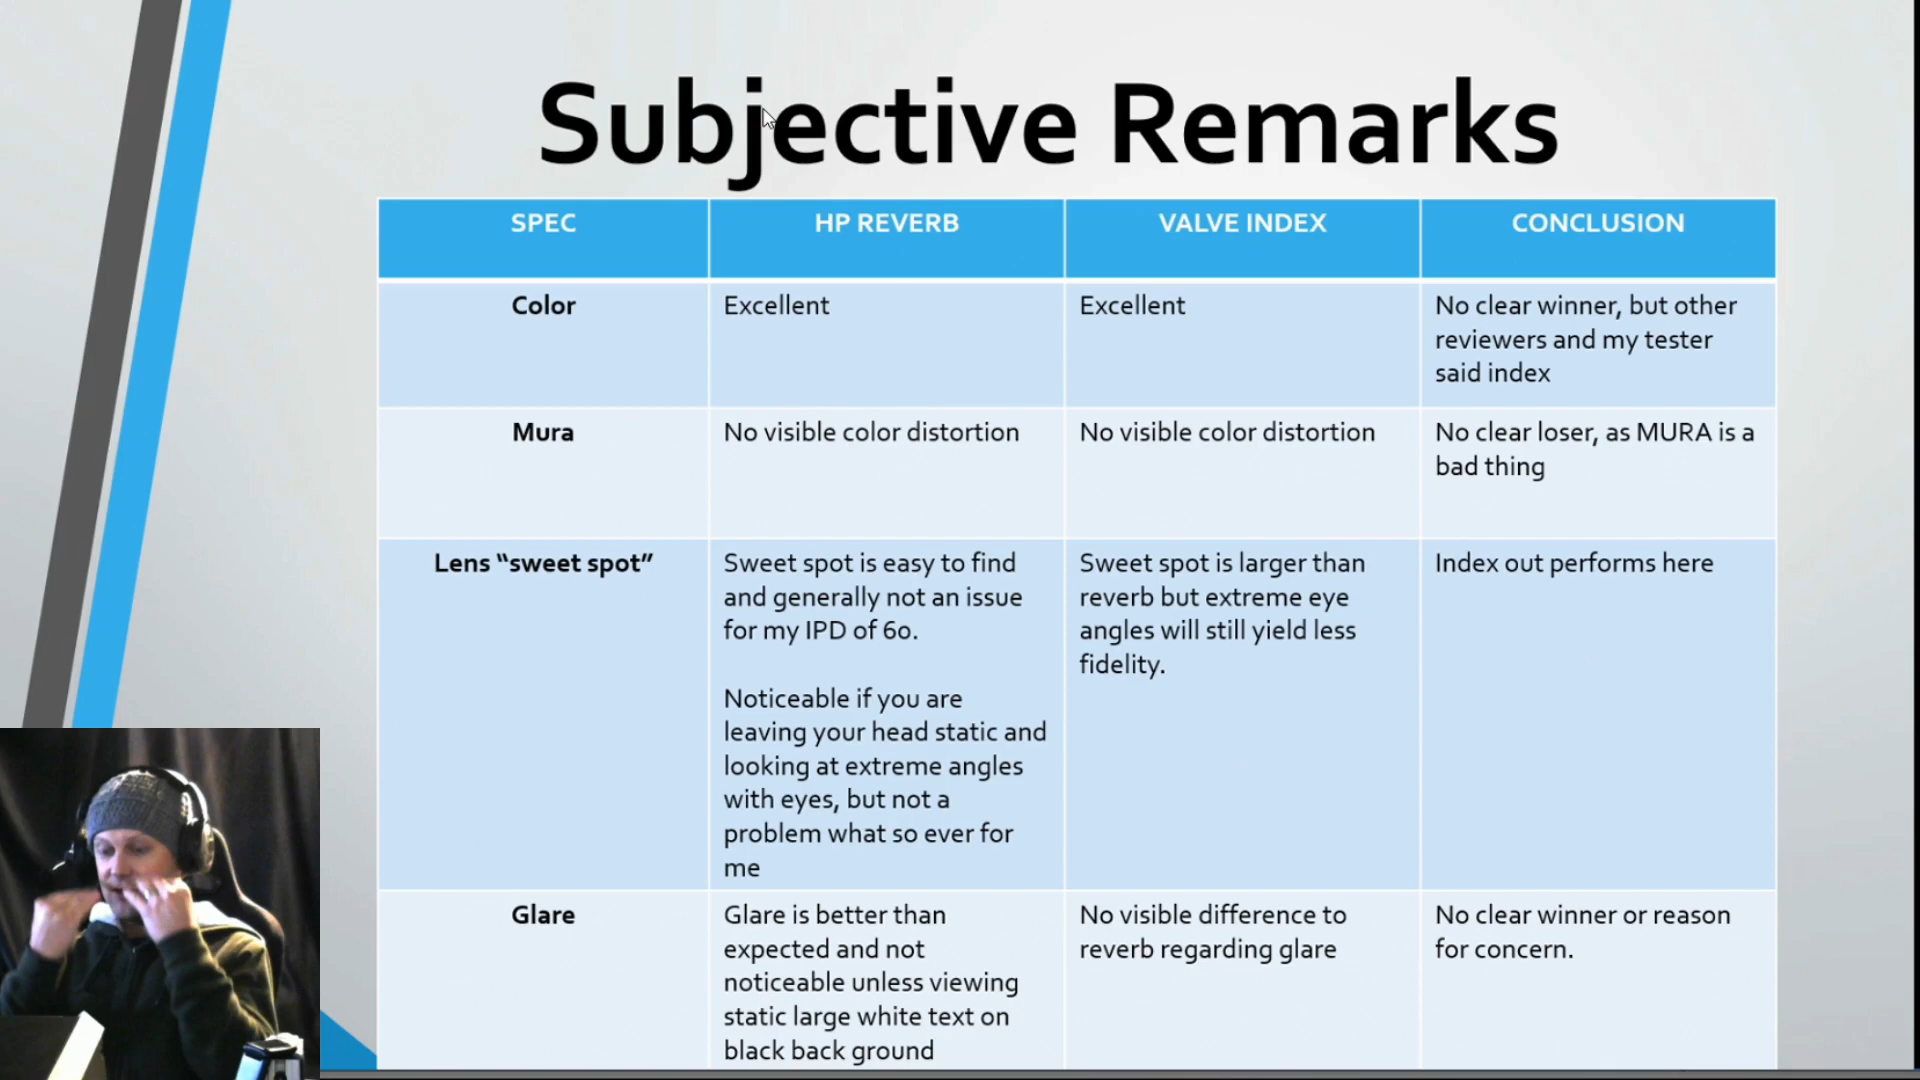 Subjective Remarks
SPEC
HP REVERB
VALVE INDEX
CONCLUSION
Color
Excellent
Excellent
No clear winner, but other
reviewers and my tester
said index
Mura
No visible color distortion
No visible color distortion
No clear loser, as MURA is a
bad thing
Lens “sweet spot”
Sweet spot is easy to find
and generally not an issue
for my IPD of 60.
Noticeable if you are
leaving your head static and
looking at extreme angles
with eyes, but not a
problem what so ever for
me
Sweet spot is larger than
reverb but extreme eye
angles will still yield less
fidelity.
Index out performs here
Glare
Glare is better than
expected and not
noticeable unless viewing
static large white text on
black back ground
No visible difference to
reverb regarding glare
No clear winner or reason
for concern.